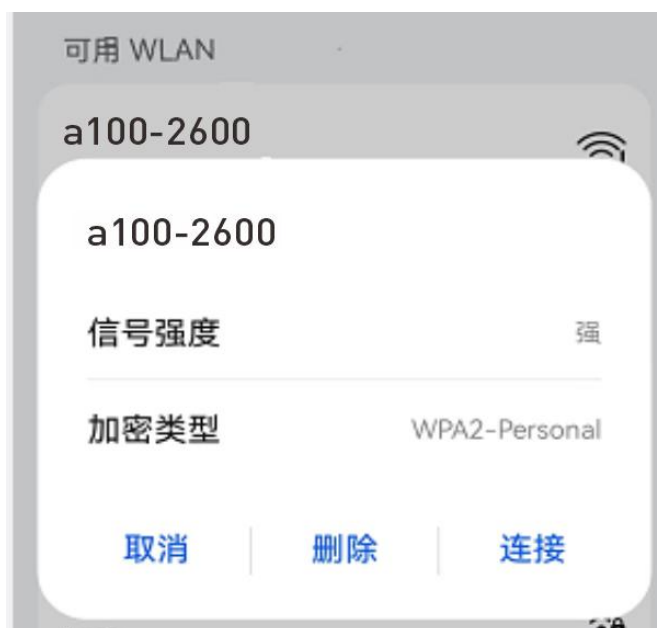 可用 WLAN
a100-2600
a100-2600
信号强度 强
加密类型 WPA2-Personal
取消 删除 连接